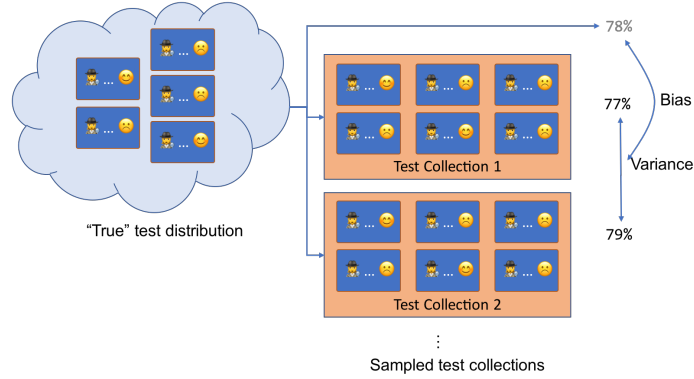 78%
77%
Bias
Test Collection 1
Variance
“True” test distribution
79%
Test Collection 2
Sampled test collections